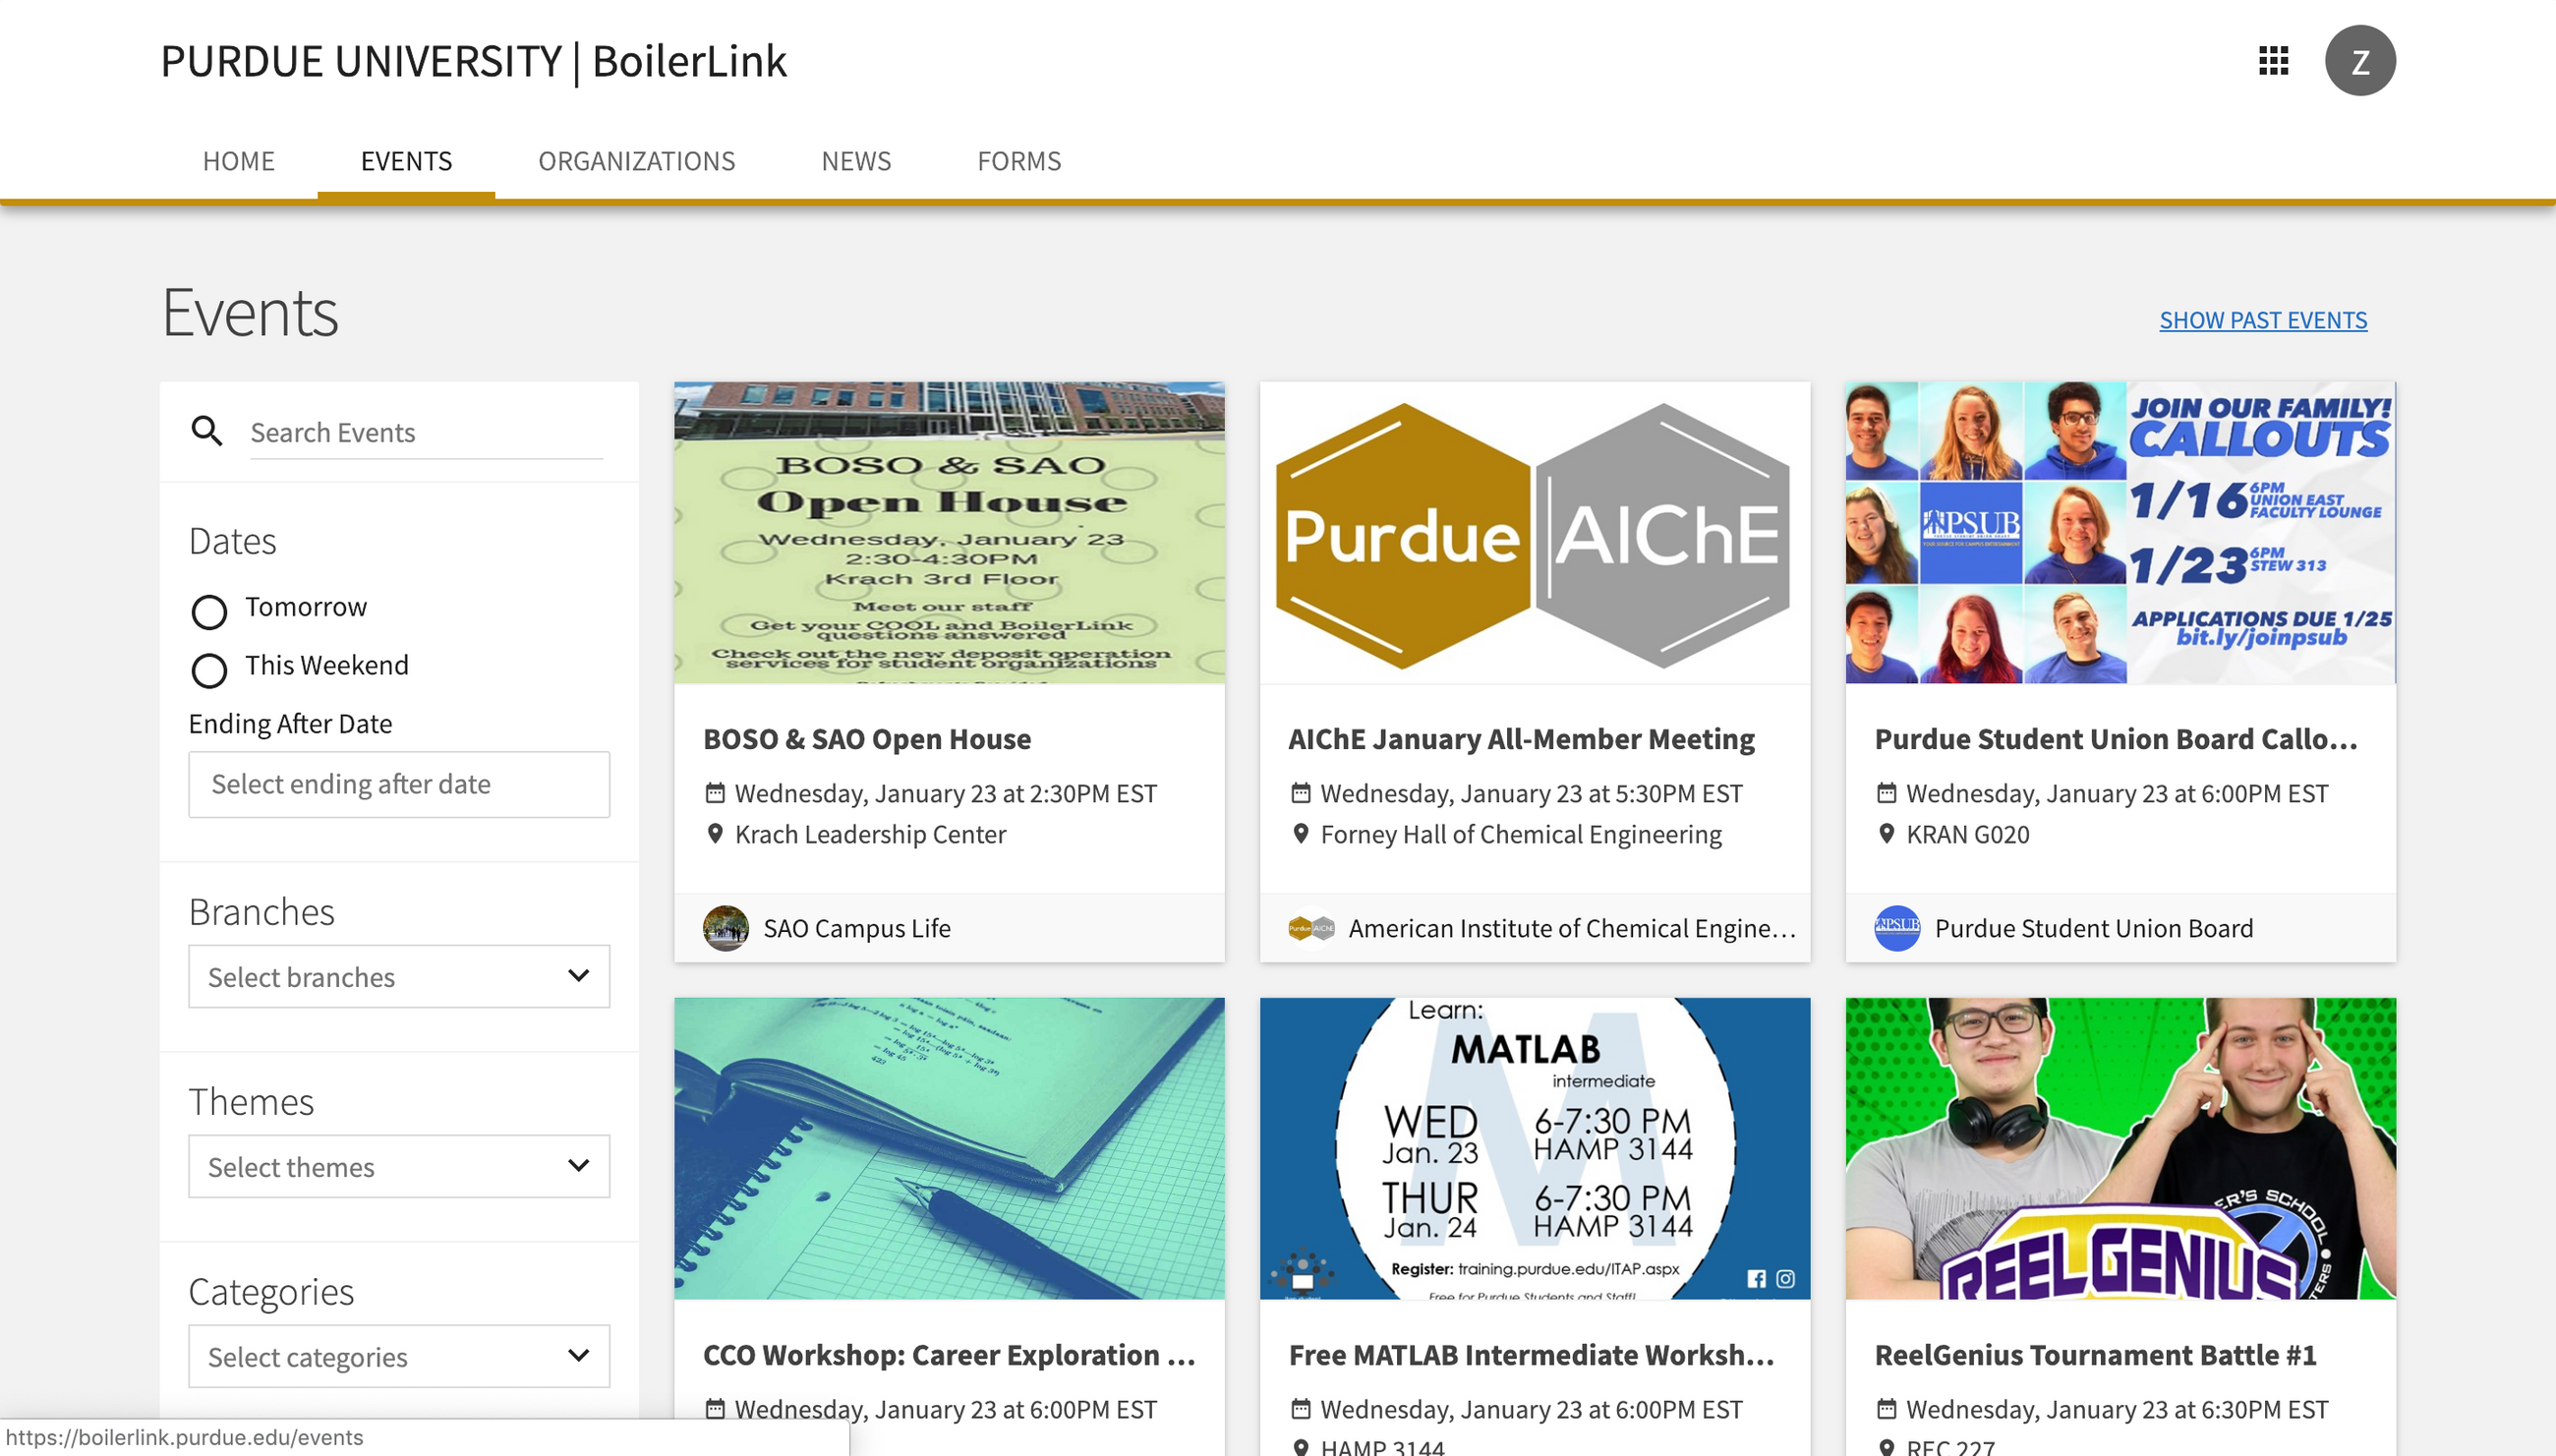 PURDUE UNIVERSITY | BoilerLink
Z
HOME
EVENTS
ORGANIZATIONS
NEWS
FORMS
Events
SHOW PAST EVENTS
Search Events
Dates
Tomorrow
This Weekend
Ending After Date
Select ending after date
Branches
Select branches
Themes
Select themes
Categories
Select categories
BOSO & SAO
Open House
Wednesday, January 23
2:30-4:30PM
Krach 3rd Floor
Meet our staff
Get your COOL and BoilerLink
questions answered
Check out the new deposit operation
services for student organizations
BOSO & SAO Open House
Wednesday, January 23 at 2:30PM EST
Krach Leadership Center
SAO Campus Life
Purdue AIChE
AIChE January All-Member Meeting
Wednesday, January 23 at 5:30PM EST
Forney Hall of Chemical Engineering
Purdue AIChE
American Institute of Chemical Engine...
JOIN OUR FAMILY!
CALLOUTS
1/16 6PM
UNION EAST
FACULTY LOUNGE
1/23 6PM
STEW 313
APPLICATIONS DUE 1/25
bit.ly/joinpsub
PSUB
Purdue Student Union Board Callo...
Wednesday, January 23 at 6:00PM EST
KRAN G020
PSUB
Purdue Student Union Board
CCO Workshop: Career Exploration ...
Wednesday, January 23 at 6:00PM EST
Learn:
MATLAB
intermediate
WED 6-7:30 PM
Jan. 23 HAMP 3144
THUR 6-7:30 PM
Jan. 24 HAMP 3144
Register: training.purdue.edu/ITAP.aspx
Free for Purdue Students and Staff!
Free MATLAB Intermediate Worksh...
Wednesday, January 23 at 6:00PM EST
HAMP 3144
ER'S SCHOOL
REEL GENIUS
ReelGenius Tournament Battle #1
Wednesday, January 23 at 6:30PM EST
REC 227
https://boilerlink.purdue.edu/events